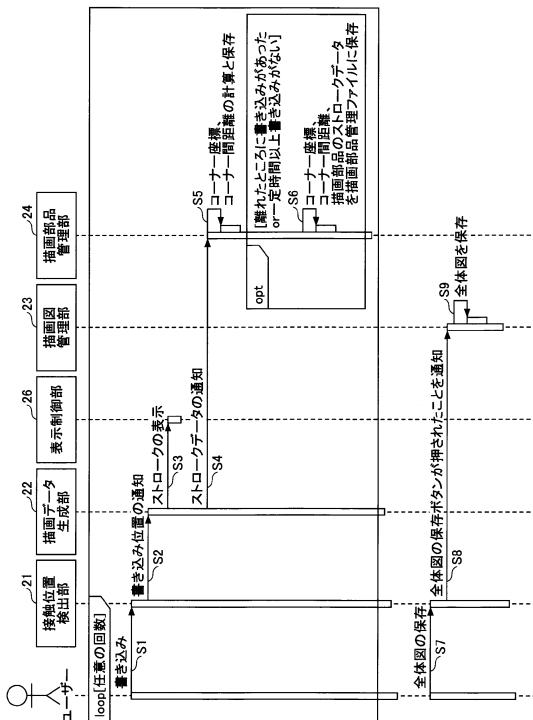 ユーザー
21
接触位置
検出部
22
描画データ
生成部
26
表示制御部
23
描画図
管理部
24
描画部品
管理部
loop[任意の回数]
書き込み
S1
書き込み位置の通知
S2
ストロークの表示
S3
ストロークデータの通知
S4
S5
コーナー座標、
コーナー間距離の計算と保存
opt
[離れたところに書き込みがあった
or一定時間以上書き込みがない]
S6
コーナー座標、
コーナー間距離、
描画部品のストロークデータ
を描画部品管理ファイルに保存
全体図の保存
S7
全体図の保存ボタンが押されたことを通知
S8
S9
全体図を保存